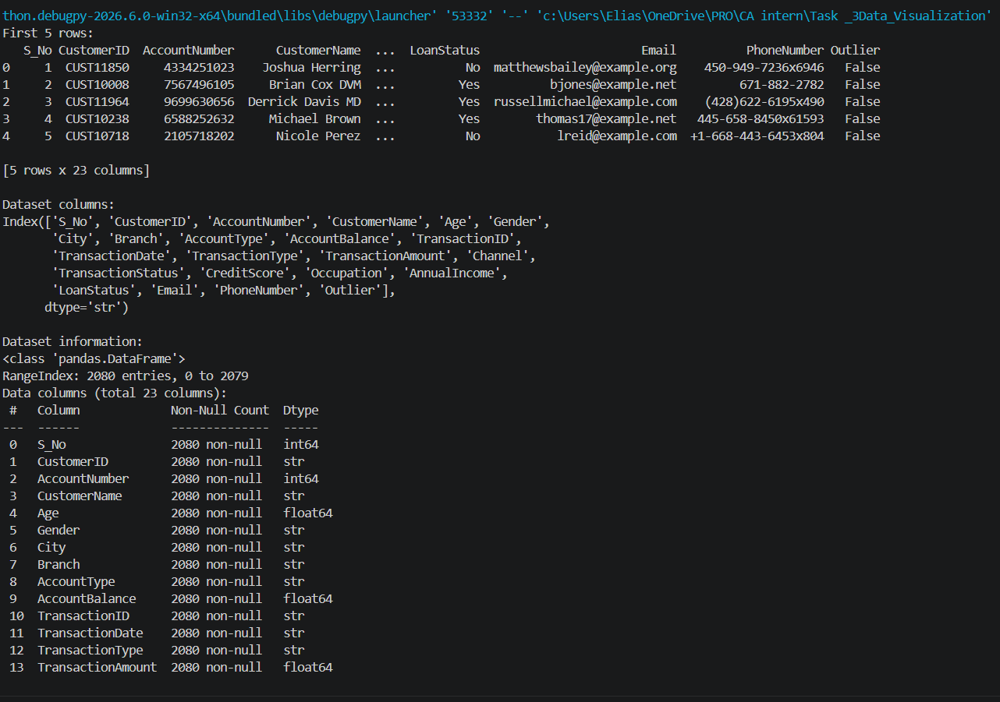 thon.debugpy-2026.6.0-win32-x64\bundled\libs\debugpy\launcher' '53332' '--' 'c:\Users\Elias\OneDrive\PRO\CA intern\Task _3Data_Visualization'
First 5 rows:
   S_No CustomerID  AccountNumber      CustomerName  ...  LoanStatus                       Email          PhoneNumber Outlier
0     1  CUST11850     4334251023    Joshua Herring  ...          No  matthewsbailey@example.org    450-949-7236x6946   False
1     2  CUST10008     7567496105     Brian Cox DVM  ...         Yes          bjones@example.net         671-882-2782   False
2     3  CUST11964     9699630656  Derrick Davis MD  ...         Yes  russellmichael@example.com    (428)622-6195x490   False
3     4  CUST10238     6588252632     Michael Brown  ...         Yes        thomas17@example.net   445-658-8450x61593   False
4     5  CUST10718     2105718202      Nicole Perez  ...          No           lreid@example.com  +1-668-443-6453x804   False
[5 rows x 23 columns]
Dataset columns:
Index(['S_No', 'CustomerID', 'AccountNumber', 'CustomerName', 'Age', 'Gender',
       'City', 'Branch', 'AccountType', 'AccountBalance', 'TransactionID',
       'TransactionDate', 'TransactionType', 'TransactionAmount', 'Channel',
       'TransactionStatus', 'CreditScore', 'Occupation', 'AnnualIncome',
       'LoanStatus', 'Email', 'PhoneNumber', 'Outlier'],
      dtype='str')
Dataset information:
<class 'pandas.DataFrame'>
RangeIndex: 2080 entries, 0 to 2079
Data columns (total 23 columns):
 #   Column             Non-Null Count  Dtype
---  ------             --------------  -----
 0   S_No               2080 non-null   int64
 1   CustomerID         2080 non-null   str
 2   AccountNumber      2080 non-null   int64
 3   CustomerName       2080 non-null   str
 4   Age                2080 non-null   float64
 5   Gender             2080 non-null   str
 6   City               2080 non-null   str
 7   Branch             2080 non-null   str
 8   AccountType        2080 non-null   str
 9   AccountBalance     2080 non-null   float64
 10  TransactionID      2080 non-null   str
 11  TransactionDate    2080 non-null   str
 12  TransactionType    2080 non-null   str
 13  TransactionAmount  2080 non-null   float64